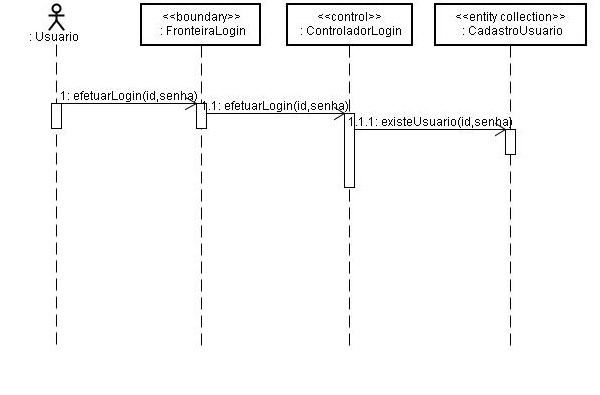 : Usuario
<<boundary>>
: FronteiraLogin
<<control>>
: ControladorLogin
<<entity collection>>
: CadastroUsuario
1: efetuarLogin(id,senha)
1.1: efetuarLogin(id,senha)
1.1.1: existeUsuario(id,senha)